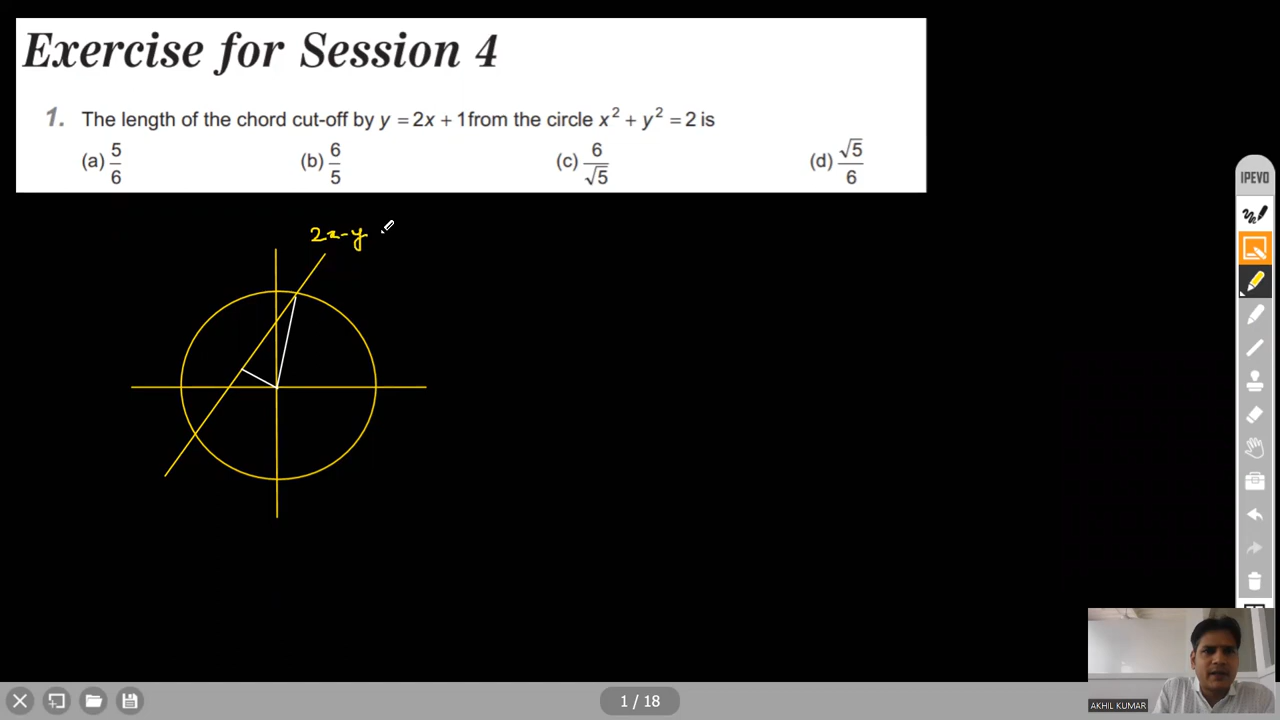 Exercise for Session 4
1. The length of the chord cut-off by y = 2x + 1 from the circle x² + y² = 2 is
(a) 5/6 (b) 6/5 (c) 6/√5 (d) √5/6
IPEVO
2x-y
AKHIL KUMAR
1 / 18